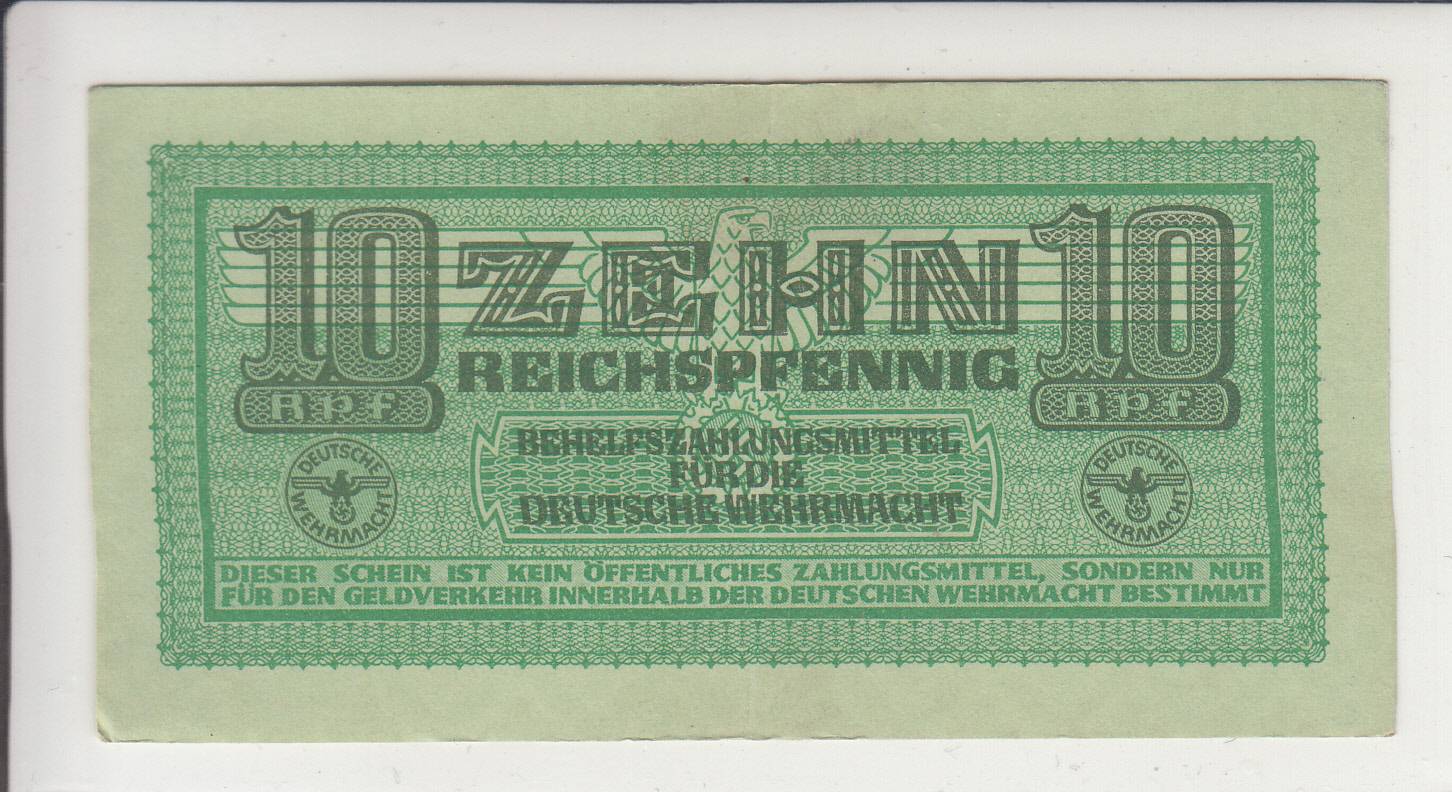 10 ZEHN 10
REICHSPFENNIG
Rpf Rpf
BEHELFSZAHLUNGSMITTEL
FÜR DIE
DEUTSCHE WEHRMACHT
DEUTSCHE WEHRMACHT
DEUTSCHE WEHRMACHT
DIESER SCHEIN IST KEIN ÖFFENTLICHES ZAHLUNGSMITTEL, SONDERN NUR
FÜR DEN GELDVERKEHR INNERHALB DER DEUTSCHEN WEHRMACHT BESTIMMT